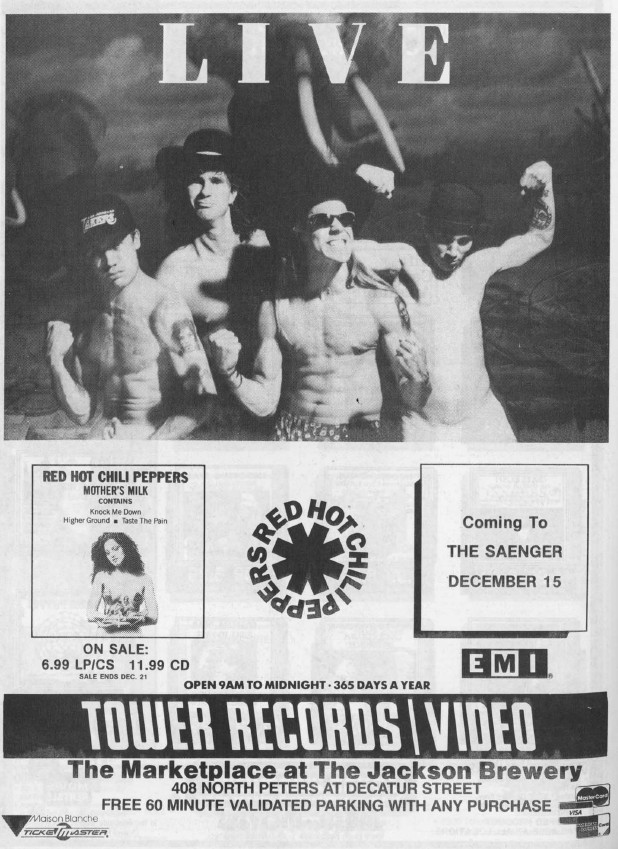 LIVE
LAKERS
RED HOT CHILI PEPPERS
MOTHER'S MILK
CONTAINS
Knock Me Down
Higher Ground ■ Taste The Pain
ON SALE:
6.99 LP/CS 11.99 CD
SALE ENDS DEC. 21
RED HOT CHILI PEPPERS
Coming To
THE SAENGER
DECEMBER 15
EMI®
OPEN 9AM TO MIDNIGHT · 365 DAYS A YEAR
TOWER RECORDS | VIDEO
The Marketplace at The Jackson Brewery
408 NORTH PETERS AT DECATUR STREET
FREE 60 MINUTE VALIDATED PARKING WITH ANY PURCHASE
Maison Blanche
TICKETMASTER
MasterCard
VISA